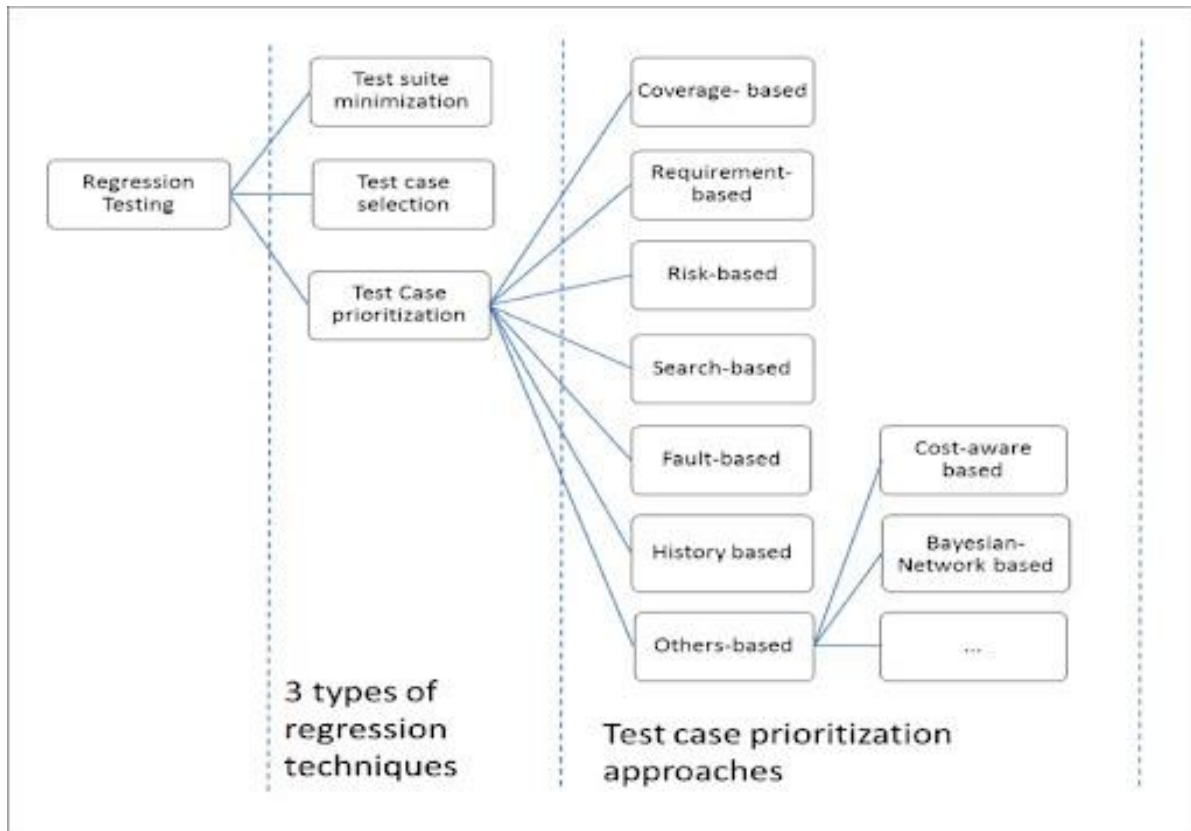 Regression
Testing
Test suite
minimization
Test case
selection
Test Case
prioritization
3 types of
regression
techniques
Coverage- based
Requirement-
based
Risk-based
Search-based
Fault-based
History based
Others-based
Cost-aware
based
Bayesian-
Network based
...
Test case prioritization
approaches